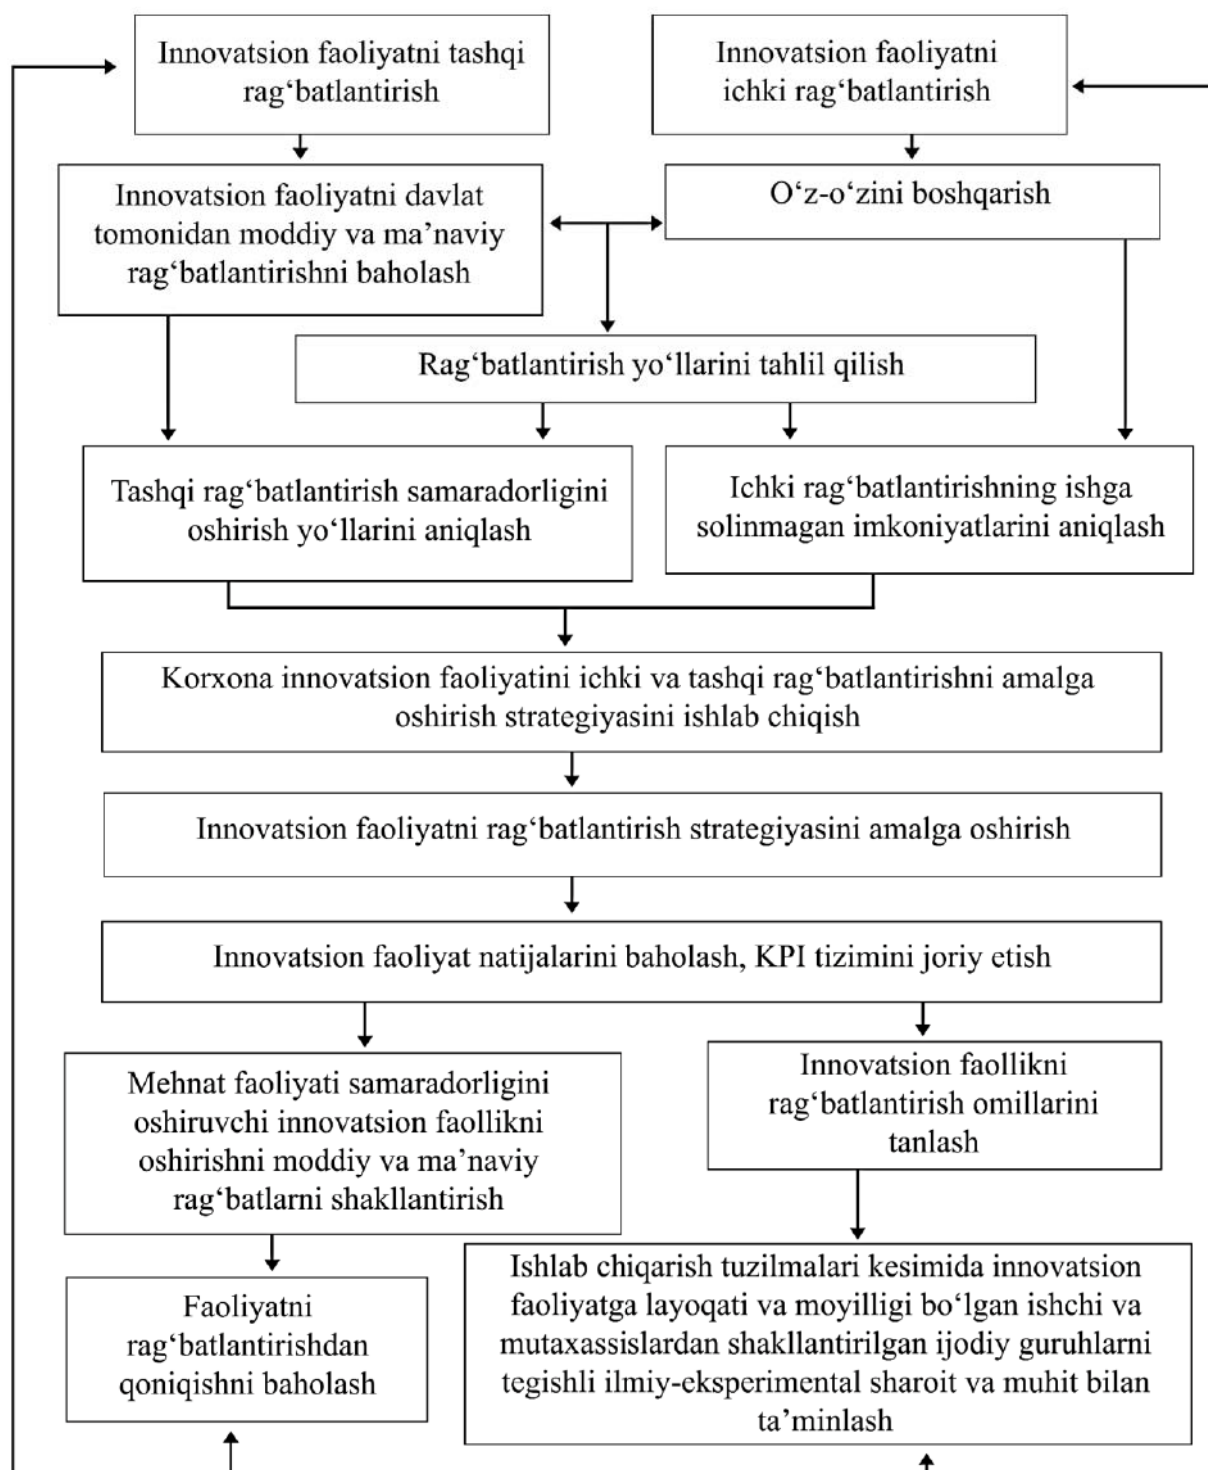 Innovatsion faoliyatni tashqi
rag‘batlantirish
Innovatsion faoliyatni
ichki rag‘batlantirish
Innovatsion faoliyatni davlat
tomonidan moddiy va ma’naviy
rag‘batlantirishni baholash
O‘z-o‘zini boshqarish
Rag‘batlantirish yo‘llarini tahlil qilish
Tashqi rag‘batlantirish samaradorligini
oshirish yo‘llarini aniqlash
Ichki rag‘batlantirishning ishga
solinmagan imkoniyatlarini aniqlash
Korxona innovatsion faoliyatini ichki va tashqi rag‘batlantirishni amalga
oshirish strategiyasini ishlab chiqish
Innovatsion faoliyatni rag‘batlantirish strategiyasini amalga oshirish
Innovatsion faoliyat natijalarini baholash, KPI tizimini joriy etish
Mehnat faoliyati samaradorligini
oshiruvchi innovatsion faollikni
oshirishni moddiy va ma’naviy
rag‘batlarni shakllantirish
Innovatsion faollikni
rag‘batlantirish omillarini
tanlash
Faoliyatni
rag‘batlantirishdan
qoniqishni baholash
Ishlab chiqarish tuzilmalari kesimida innovatsion
faoliyatga layoqati va moyilligi bo‘lgan ishchi va
mutaxassislardan shakllantirilgan ijodiy guruhlarni
tegishli ilmiy-eksperimental sharoit va muhit bilan
ta’minlash